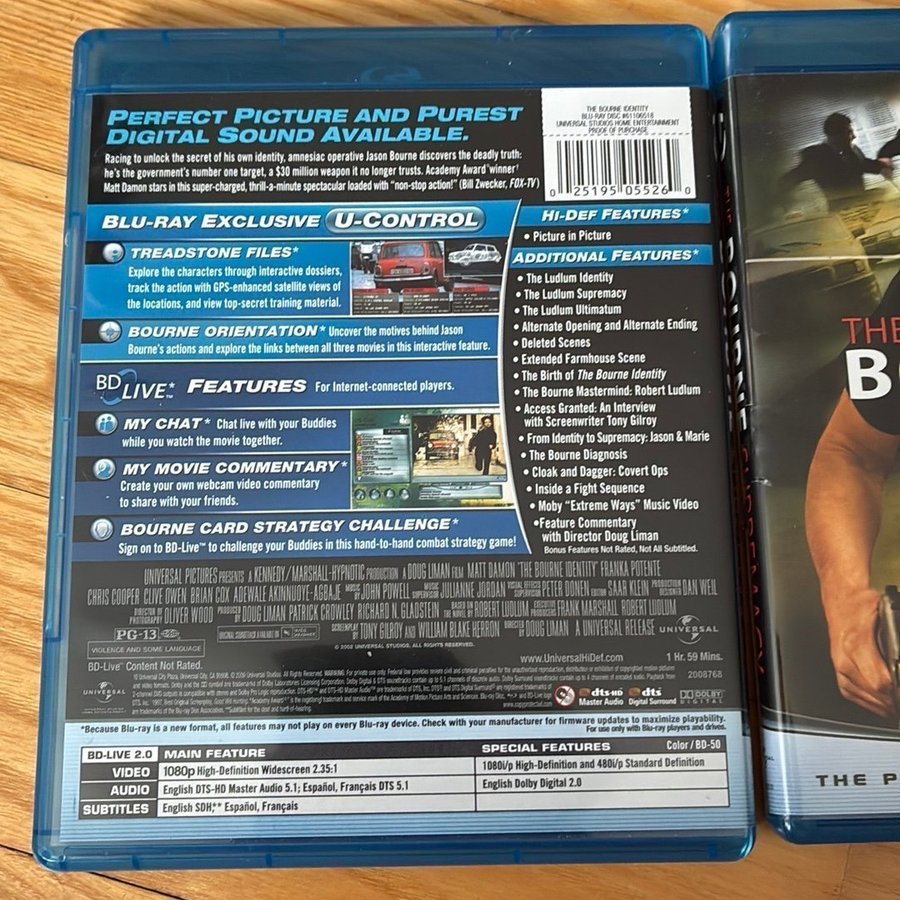 PERFECT PICTURE AND PUREST
DIGITAL SOUND AVAILABLE.
Racing to unlock the secret of his own identity, amnesiac operative Jason Bourne discovers the deadly truth:
he's the government's number one target, a $30 million weapon it no longer trusts. Academy Award®winner†
Matt Damon stars in this super-charged, thrill-a-minute spectacular loaded with "non-stop action!" (Bill Zwecker, FOX-TV)
THE BOURNE IDENTITY
BLU-RAY DISC #61106518
UNIVERSAL STUDIOS HOME ENTERTAINMENT
PROOF OF PURCHASE
0 25195 05526 0
BLU-RAY EXCLUSIVE U-CONTROL
TREADSTONE FILES*
Explore the characters through interactive dossiers,
track the action with GPS-enhanced satellite views of
the locations, and view top-secret training material.
BOURNE ORIENTATION* Uncover the motives behind Jason
Bourne's actions and explore the links between all three movies in this interactive feature.
BD LIVE™* FEATURES For Internet-connected players.
MY CHAT* Chat live with your Buddies
while you watch the movie together.
MY MOVIE COMMENTARY*
Create your own webcam video commentary
to share with your friends.
BOURNE CARD STRATEGY CHALLENGE*
Sign on to BD-Live™ to challenge your Buddies in this hand-to-hand combat strategy game!
HI-DEF FEATURES*
• Picture in Picture
ADDITIONAL FEATURES*
• The Ludlum Identity
• The Ludlum Supremacy
• The Ludlum Ultimatum
• Alternate Opening and Alternate Ending
• Deleted Scenes
• Extended Farmhouse Scene
• The Birth of The Bourne Identity
• The Bourne Mastermind: Robert Ludlum
• Access Granted: An Interview
with Screenwriter Tony Gilroy
• From Identity to Supremacy: Jason & Marie
• The Bourne Diagnosis
• Cloak and Dagger: Covert Ops
• Inside a Fight Sequence
• Moby "Extreme Ways" Music Video
•Feature Commentary
with Director Doug Liman
Bonus Features Not Rated, Not All Subtitled.
UNIVERSAL PICTURES PRESENTS A KENNEDY/MARSHALL-HYPNOTIC PRODUCTION A DOUG LIMAN FILM MATT DAMON "THE BOURNE IDENTITY" FRANKA POTENTE
CHRIS COOPER CLIVE OWEN BRIAN COX ADEWALE AKINNUOYE-AGBAJE MUSIC BY JOHN POWELL MUSIC SUPERVISION JULIANNE JORDAN VISUAL EFFECTS SUPERVISION PETER DONEN EDITOR SAAR KLEIN PRODUCTION DESIGNER DAN WEIL
DIRECTOR OF PHOTOGRAPHY OLIVER WOOD PRODUCED BY DOUG LIMAN PATRICK CROWLEY RICHARD N. GLADSTEIN BASED ON THE NOVEL BY ROBERT LUDLUM EXECUTIVE PRODUCERS FRANK MARSHALL ROBERT LUDLUM
PG-13
VIOLENCE AND SOME LANGUAGE
ORIGINAL SOUNDTRACK AVAILABLE ON
SCREENPLAY BY TONY GILROY AND WILLIAM BLAKE HERRON DIRECTED BY DOUG LIMAN A UNIVERSAL RELEASE UNIVERSAL
© 2002 UNIVERSAL STUDIOS. ALL RIGHTS RESERVED.
BD-Live™ Content Not Rated.
www.UniversalHiDef.com
1 Hr. 59 Mins.
2008768
UNIVERSAL
dts-HD Master Audio
dts Digital Surround
DOLBY DIGITAL
*Because Blu-ray is a new format, all features may not play on every Blu-ray device. Check with your manufacturer for firmware updates to maximize playability.
For use only with Blu-ray players and drives.
BD-LIVE 2.0 MAIN FEATURE SPECIAL FEATURES Color/BD-50
VIDEO 1080p High-Definition Widescreen 2.35:1 1080i/p High-Definition and 480i/p Standard Definition
AUDIO English DTS-HD Master Audio 5.1; Español, Français DTS 5.1 English Dolby Digital 2.0
SUBTITLES English SDH,** Español, Français
THE BOURNE SUPREMACY
THE
BO
THE P